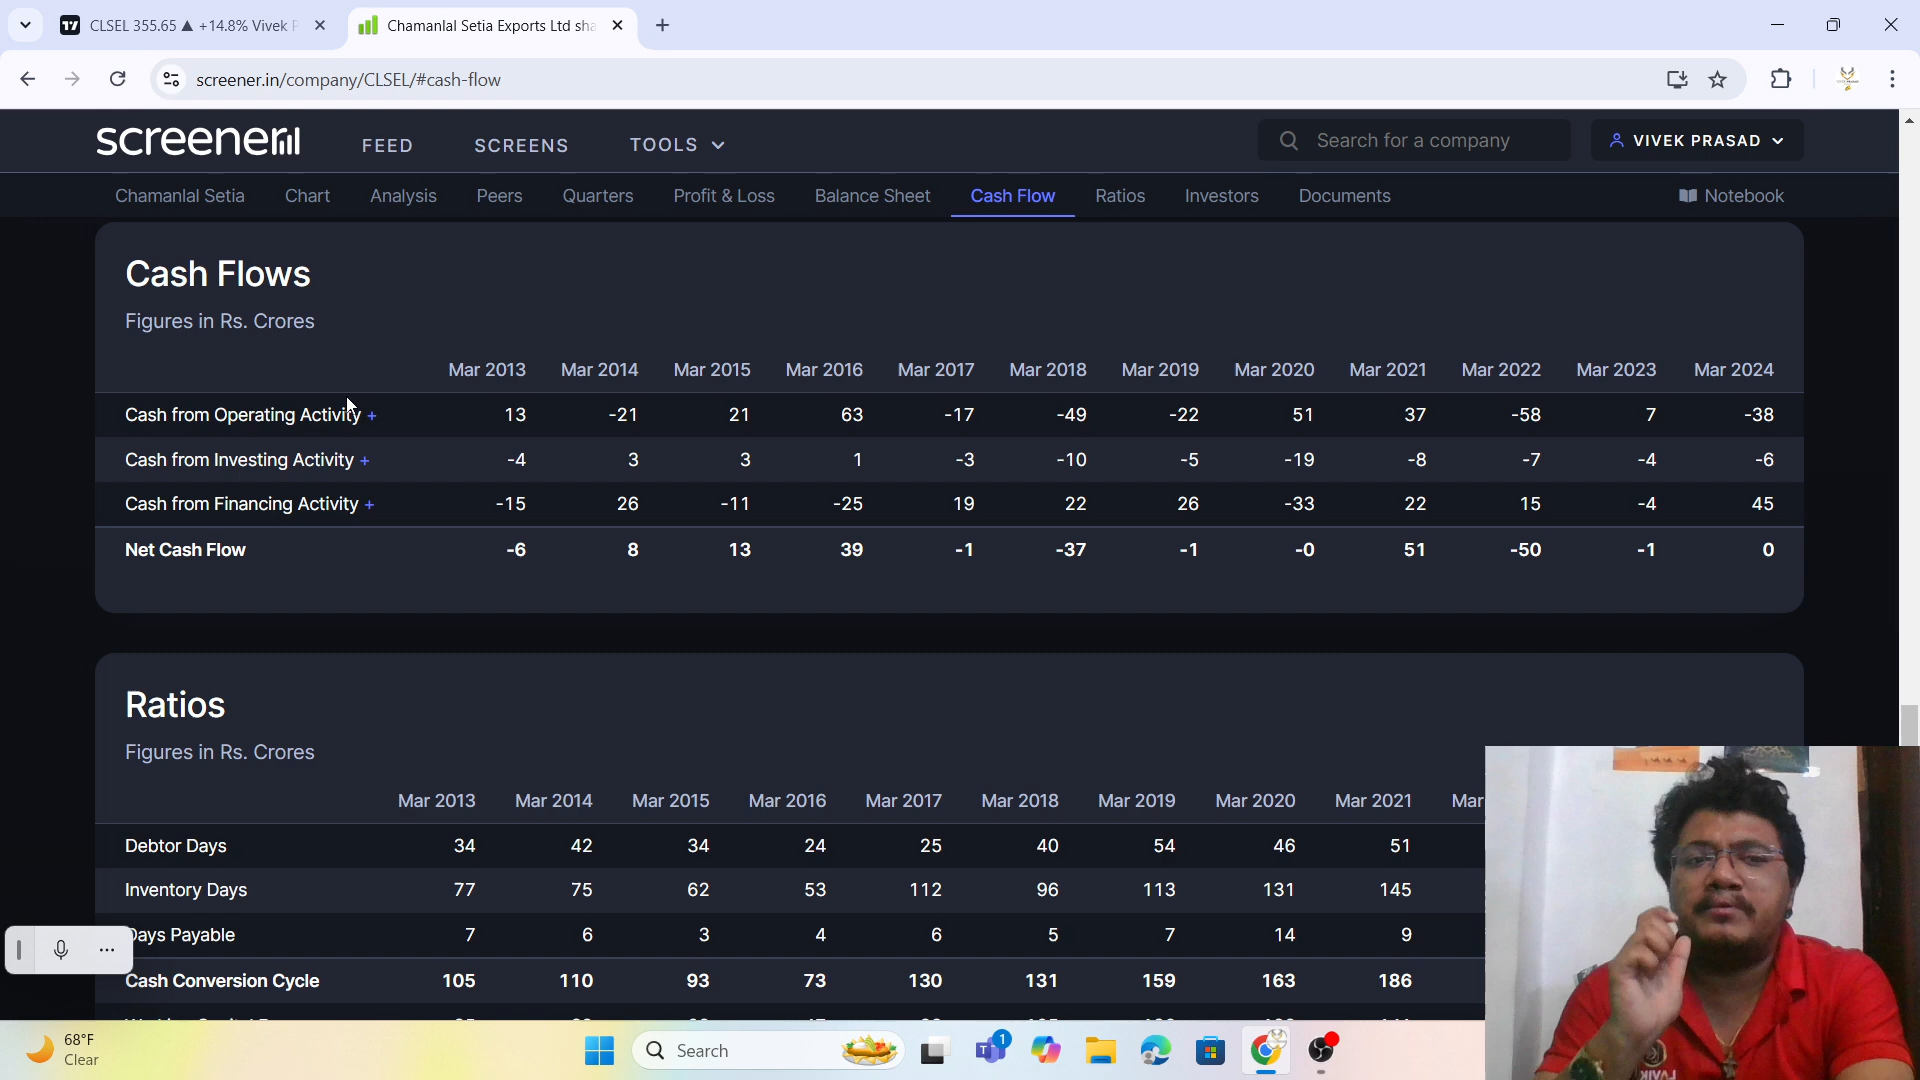 CLSEL 355.65 ▲ +14.8% Vivek P
Chamanlal Setia Exports Ltd sha
screener.in/company/CLSEL/#cash-flow
screener
FEED
SCREENS
TOOLS
Search for a company
VIVEK PRASAD
Chamanlal Setia Chart Analysis Peers Quarters Profit & Loss Balance Sheet Cash Flow Ratios Investors Documents Notebook
Cash Flows
Figures in Rs. Crores
Mar 2013 Mar 2014 Mar 2015 Mar 2016 Mar 2017 Mar 2018 Mar 2019 Mar 2020 Mar 2021 Mar 2022 Mar 2023 Mar 2024
Cash from Operating Activity + 13 -21 21 63 -17 -49 -22 51 37 -58 7 -38
Cash from Investing Activity + -4 3 3 1 -3 -10 -5 -19 -8 -7 -4 -6
Cash from Financing Activity + -15 26 -11 -25 19 22 26 -33 22 15 -4 45
Net Cash Flow -6 8 13 39 -1 -37 -1 -0 51 -50 -1 0
Ratios
Figures in Rs. Crores
Mar 2013 Mar 2014 Mar 2015 Mar 2016 Mar 2017 Mar 2018 Mar 2019 Mar 2020 Mar 2021 Mar
Debtor Days 34 42 34 24 25 40 54 46 51
Inventory Days 77 75 62 53 112 96 113 131 145
Days Payable 7 6 3 4 6 5 7 14 9
Cash Conversion Cycle 105 110 93 73 130 131 159 163 186
68°F
Clear
Search
1